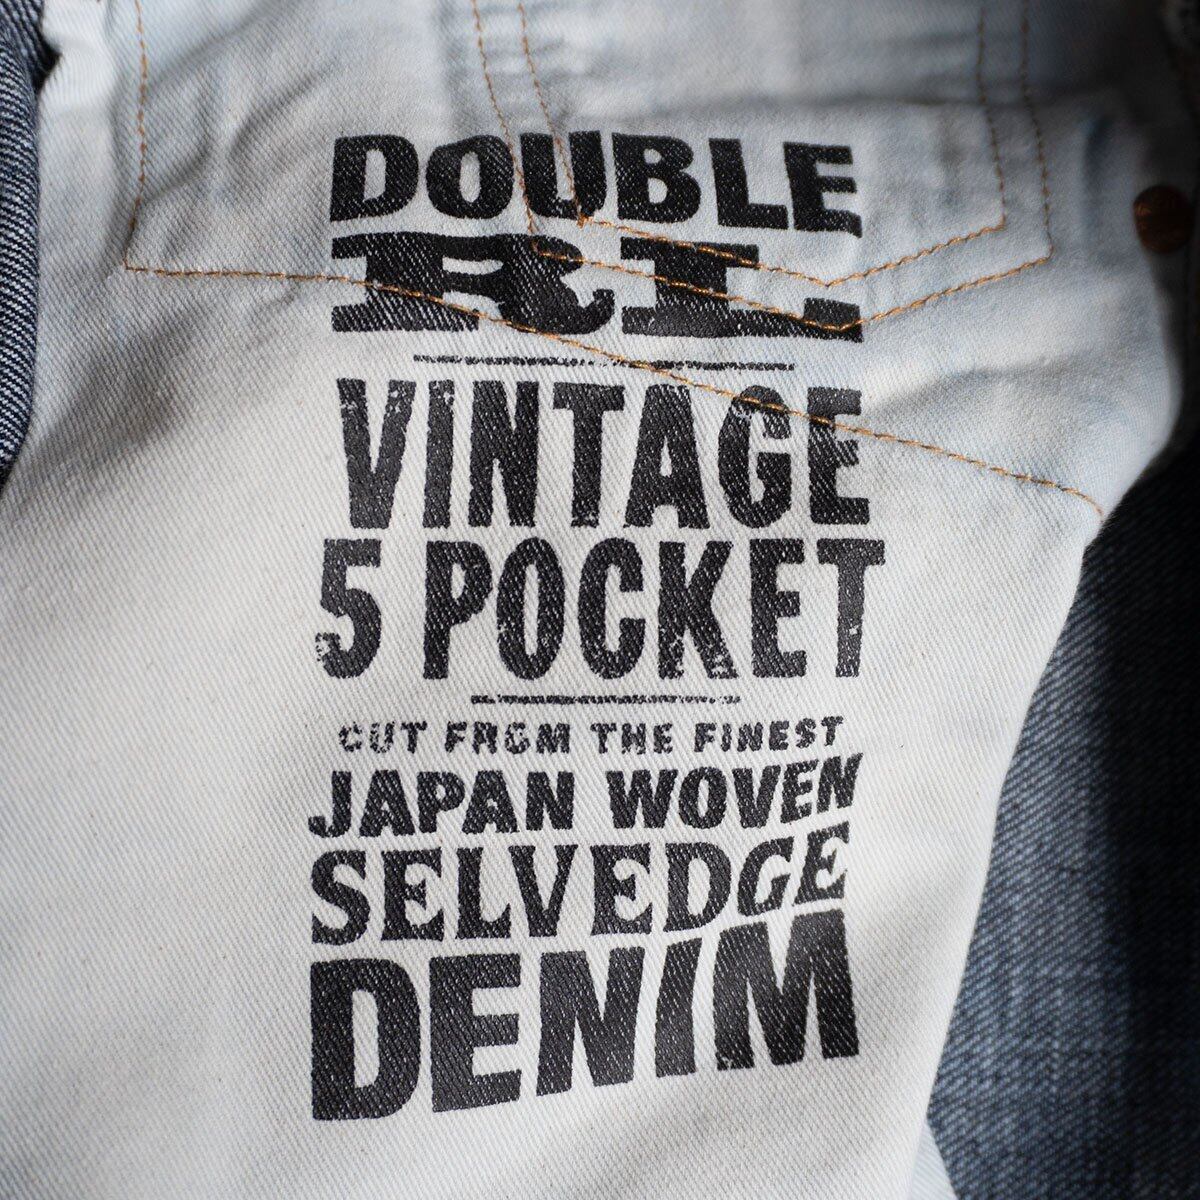 DOUBLE
RL
VINTAGE
5 POCKET
CUT FROM THE FINEST
JAPAN WOVEN
SELVEDGE
DENIM